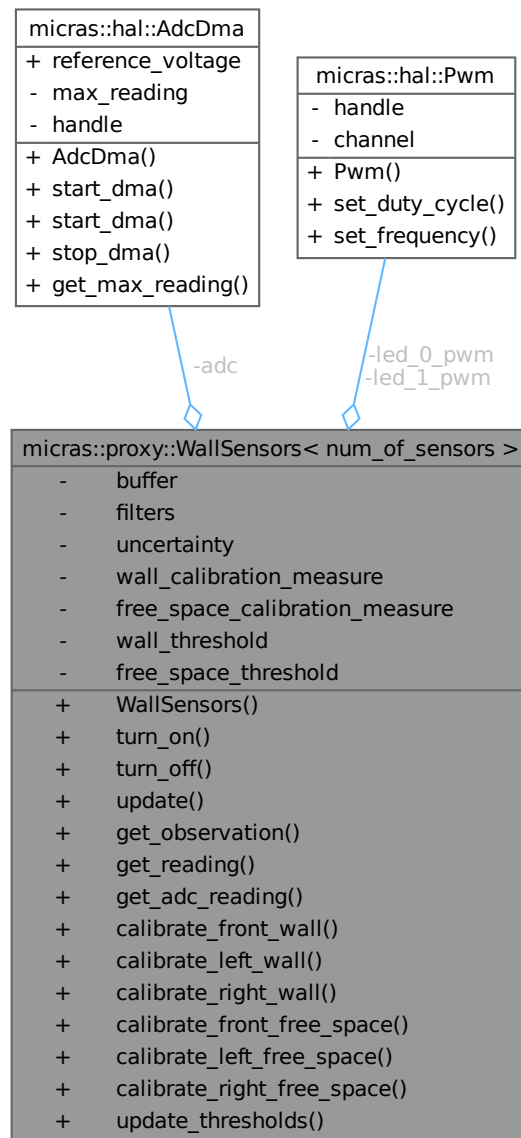 micras::hal::AdcDma
+ reference_voltage
- max_reading
- handle
+ AdcDma()
+ start_dma()
+ start_dma()
+ stop_dma()
+ get_max_reading()
micras::hal::Pwm
- handle
- channel
+ Pwm()
+ set_duty_cycle()
+ set_frequency()
-adc
-led_0_pwm
-led_1_pwm
micras::proxy::WallSensors< num_of_sensors >
- buffer
- filters
- uncertainty
- wall_calibration_measure
- free_space_calibration_measure
- wall_threshold
- free_space_threshold
+ WallSensors()
+ turn_on()
+ turn_off()
+ update()
+ get_observation()
+ get_reading()
+ get_adc_reading()
+ calibrate_front_wall()
+ calibrate_left_wall()
+ calibrate_right_wall()
+ calibrate_front_free_space()
+ calibrate_left_free_space()
+ calibrate_right_free_space()
+ update_thresholds()